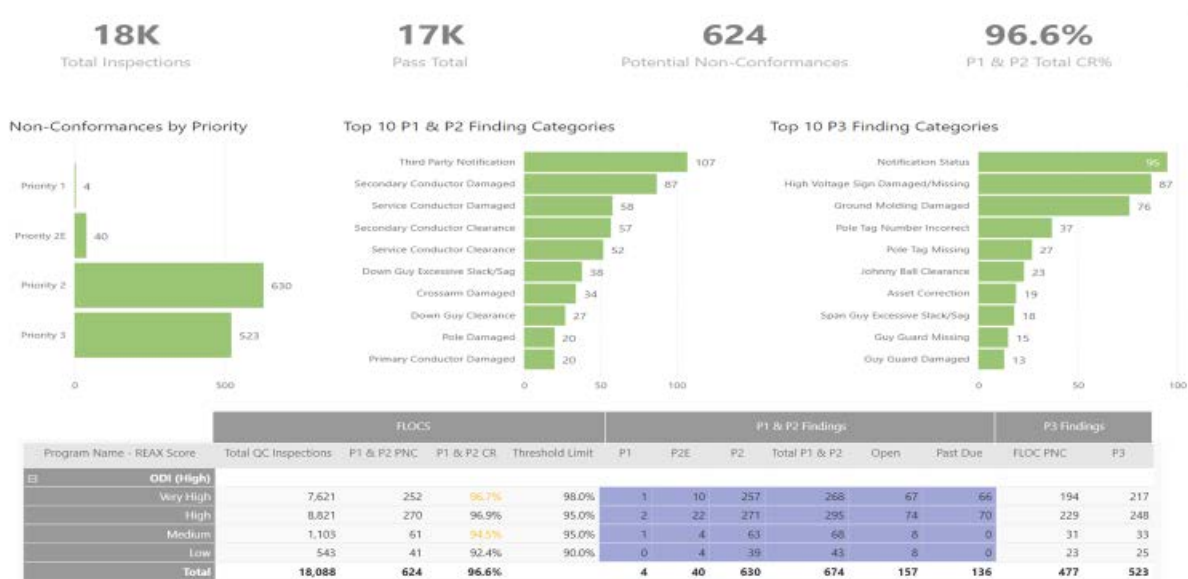 18K 17K 624 96.6%
Total Inspections Pass Total Potential Non-Conformances P1 & P2 Total CR%
Non-Conformances by Priority
Priority 1 4
Priority 2E 40
Priority 2 630
Priority 3 523
0 500
Top 10 P1 & P2 Finding Categories
Third Party Notification 107
Secondary Conductor Damaged 87
Service Conductor Damaged 58
Secondary Conductor Clearance 57
Service Conductor Clearance 52
Down Guy Excessive Slack/Sag 38
Crossarm Damaged 34
Down Guy Clearance 27
Pole Damaged 20
Primary Conductor Damaged 20
0 50 100
Top 10 P3 Finding Categories
Notification Status 95
High Voltage Sign Damaged/Missing 87
Ground Molding Damaged 76
Pole Tag Number Incorrect 37
Pole Tag Missing 27
Johnny Ball Clearance 23
Asset Correction 19
Span Guy Excessive Slack/Sag 18
Guy Guard Missing 15
Guy Guard Damaged 13
0 50 100
FLOCS P1 & P2 Findings P3 Findings
Program Name - REAX Score Total QC Inspections P1 & P2 PNC P1 & P2 CR Threshold Limit P1 P2E P2 Total P1 & P2 Open Past Due FLOC PNC P3
ODI (High)
Very High 7,621 252 96.7% 98.0% 1 10 257 268 67 66 194 217
High 8,821 270 96.9% 95.0% 2 22 271 295 74 70 229 248
Medium 1,103 61 94.5% 95.0% 1 4 63 68 8 0 31 33
Low 543 41 92.4% 90.0% 0 4 39 43 8 0 23 25
Total 18,088 624 96.6% 4 40 630 674 157 136 477 523